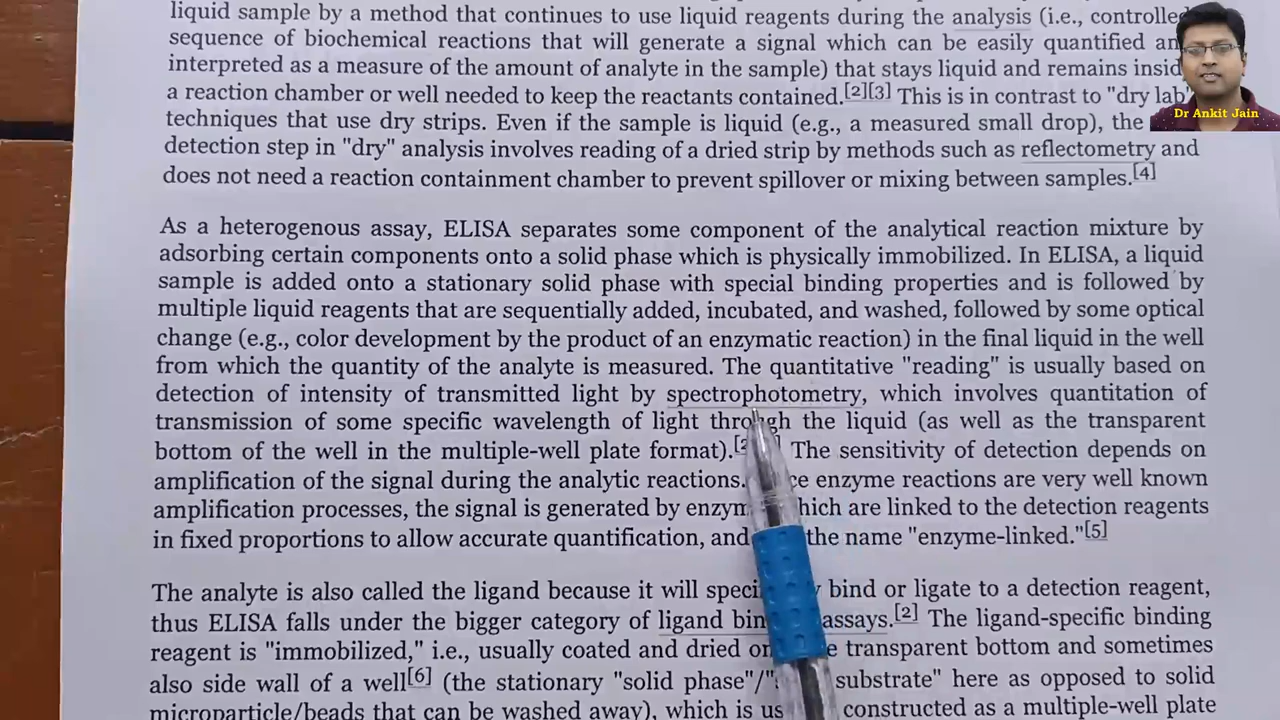 liquid sample by a method that continues to use liquid reagents during the analysis (i.e., controlled
sequence of biochemical reactions that will generate a signal which can be easily quantified an
interpreted as a measure of the amount of analyte in the sample) that stays liquid and remains insid
a reaction chamber or well needed to keep the reactants contained.[2][3] This is in contrast to "dry lab"
techniques that use dry strips. Even if the sample is liquid (e.g., a measured small drop), the
detection step in "dry" analysis involves reading of a dried strip by methods such as reflectometry and
does not need a reaction containment chamber to prevent spillover or mixing between samples.[4]
As a heterogenous assay, ELISA separates some component of the analytical reaction mixture by
adsorbing certain components onto a solid phase which is physically immobilized. In ELISA, a liquid
sample is added onto a stationary solid phase with special binding properties and is followed by
multiple liquid reagents that are sequentially added, incubated, and washed, followed by some optical
change (e.g., color development by the product of an enzymatic reaction) in the final liquid in the well
from which the quantity of the analyte is measured. The quantitative "reading" is usually based on
detection of intensity of transmitted light by spectrophotometry, which involves quantitation of
transmission of some specific wavelength of light through the liquid (as well as the transparent
bottom of the well in the multiple-well plate format). The sensitivity of detection depends on
amplification of the signal during the analytic reactions. enzyme reactions are very well known
amplification processes, the signal is generated by enzym hich are linked to the detection reagents
in fixed proportions to allow accurate quantification, and the name "enzyme-linked."[5]
The analyte is also called the ligand because it will speci bind or ligate to a detection reagent,
thus ELISA falls under the bigger category of ligand bin assays.[2] The ligand-specific binding
reagent is "immobilized," i.e., usually coated and dried on transparent bottom and sometimes
also side wall of a well[6] (the stationary "solid phase"/" substrate" here as opposed to solid
microparticle/beads that can be washed away), which is us constructed as a multiple-well plate
Dr Ankit Jain